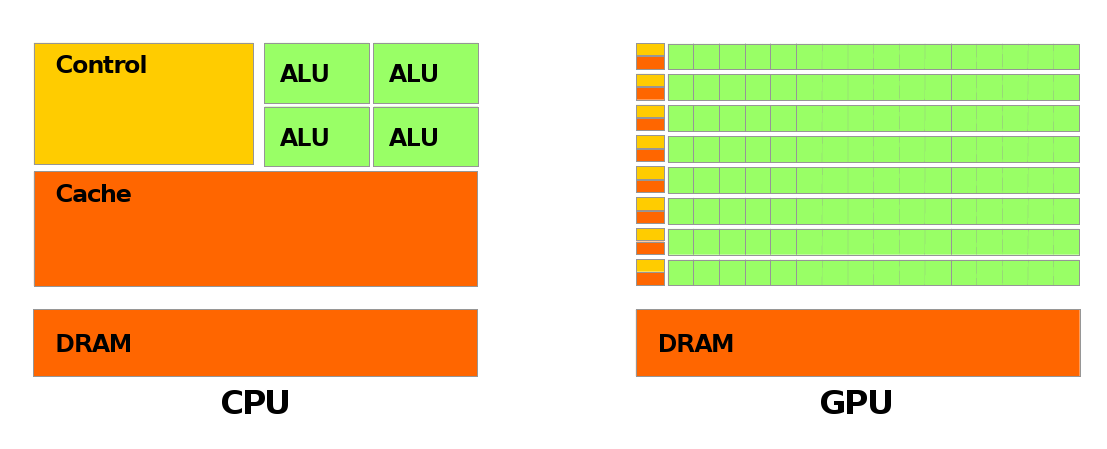 Control
ALU ALU
ALU ALU
Cache
DRAM
CPU
DRAM
GPU